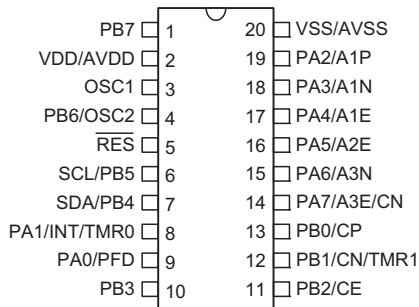 PB7 1 20 VSS/AVSS
VDD/AVDD 2 19 PA2/A1P
OSC1 3 18 PA3/A1N
PB6/OSC2 4 17 PA4/A1E
RES 5 16 PA5/A2E
SCL/PB5 6 15 PA6/A3N
SDA/PB4 7 14 PA7/A3E/CN
PA1/INT/TMR0 8 13 PB0/CP
PA0/PFD 9 12 PB1/CN/TMR1
PB3 10 11 PB2/CE